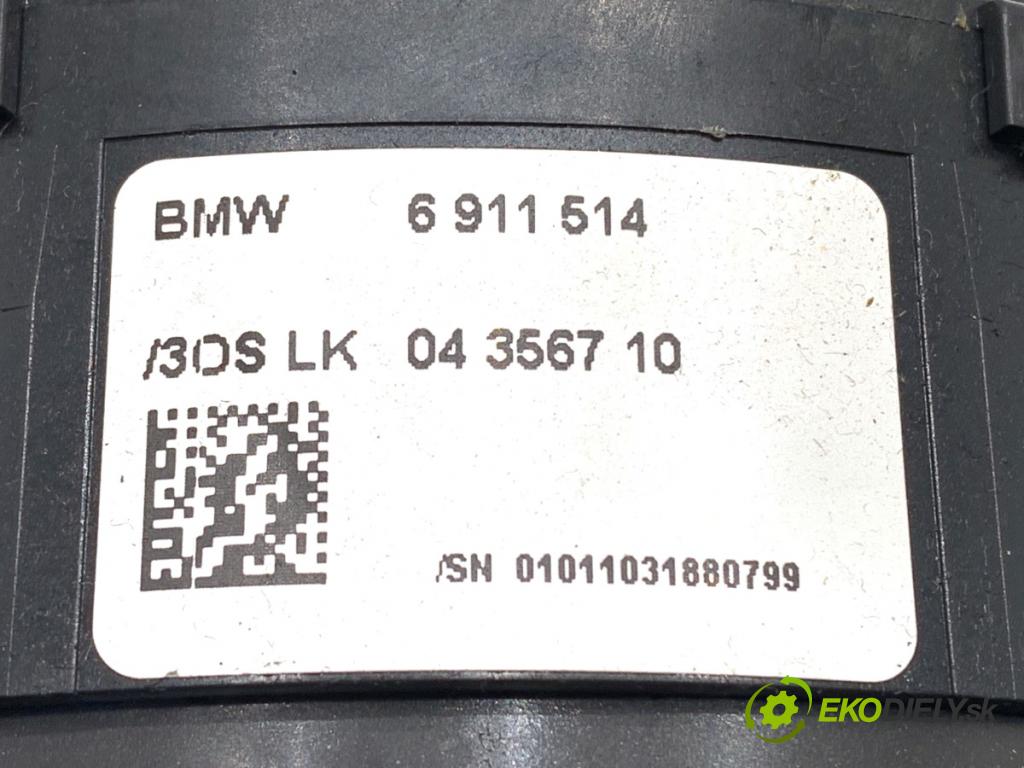 BMW 6 911 514
/3OS LK 04 3567 10
/SN 01011031880799
EKODIELY.sk